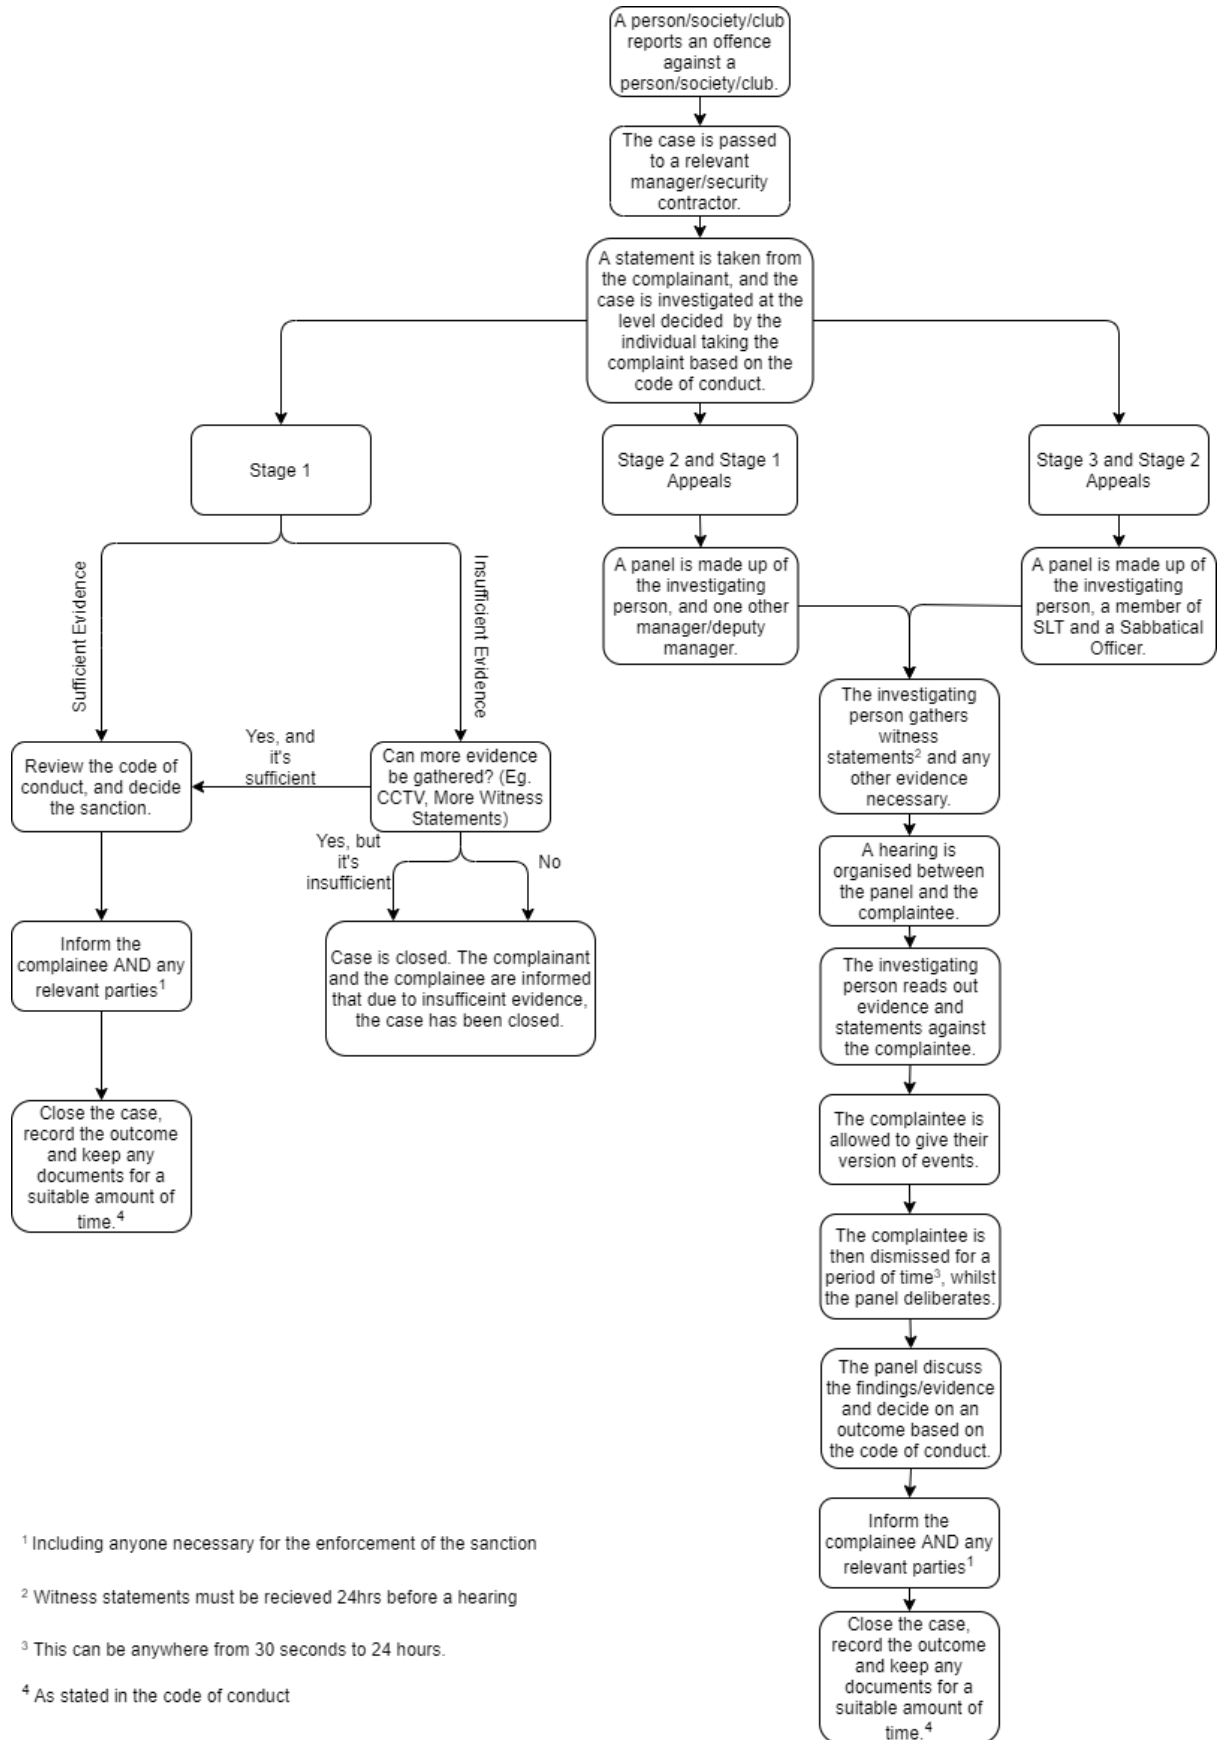 A person/society/club
reports an offence
against a
person/society/club.
The case is passed
to a relevant
manager/security
contractor.
A statement is taken from
the complainant, and the
case is investigated at the
level decided  by the
individual taking the
complaint based on the
code of conduct.
Stage 1
Stage 2 and Stage 1
Appeals
Stage 3 and Stage 2
Appeals
Sufficient Evidence
Insufficient Evidence
A panel is made up of
the investigating
person, and one other
manager/deputy
manager.
A panel is made up of
the investigating
person, a member of
SLT and a Sabbatical
Officer.
Review the code of
conduct, and decide
the sanction.
Yes, and
it's
sufficient
Can more evidence
be gathered? (Eg.
CCTV, More Witness
Statements)
Yes, but
it's
insufficient
No
Inform the
complainee AND any
relevant parties¹
Case is closed. The complainant
and the complainee are informed
that due to insufficeint evidence,
the case has been closed.
Close the case,
record the outcome
and keep any
documents for a
suitable amount of
time.⁴
The investigating
person gathers
witness
statements² and any
other evidence
necessary.
A hearing is
organised between
the panel and the
complaintee.
The investigating
person reads out
evidence and
statements against
the complaintee.
The complaintee is
allowed to give their
version of events.
The complaintee is
then dismissed for a
period of time³, whilst
the panel deliberates.
The panel discuss
the findings/evidence
and decide on an
outcome based on
the code of conduct.
Inform the
complainee AND any
relevant parties¹
Close the case,
record the outcome
and keep any
documents for a
suitable amount of
time.⁴
¹ Including anyone necessary for the enforcement of the sanction
² Witness statements must be recieved 24hrs before a hearing
³ This can be anywhere from 30 seconds to 24 hours.
⁴ As stated in the code of conduct